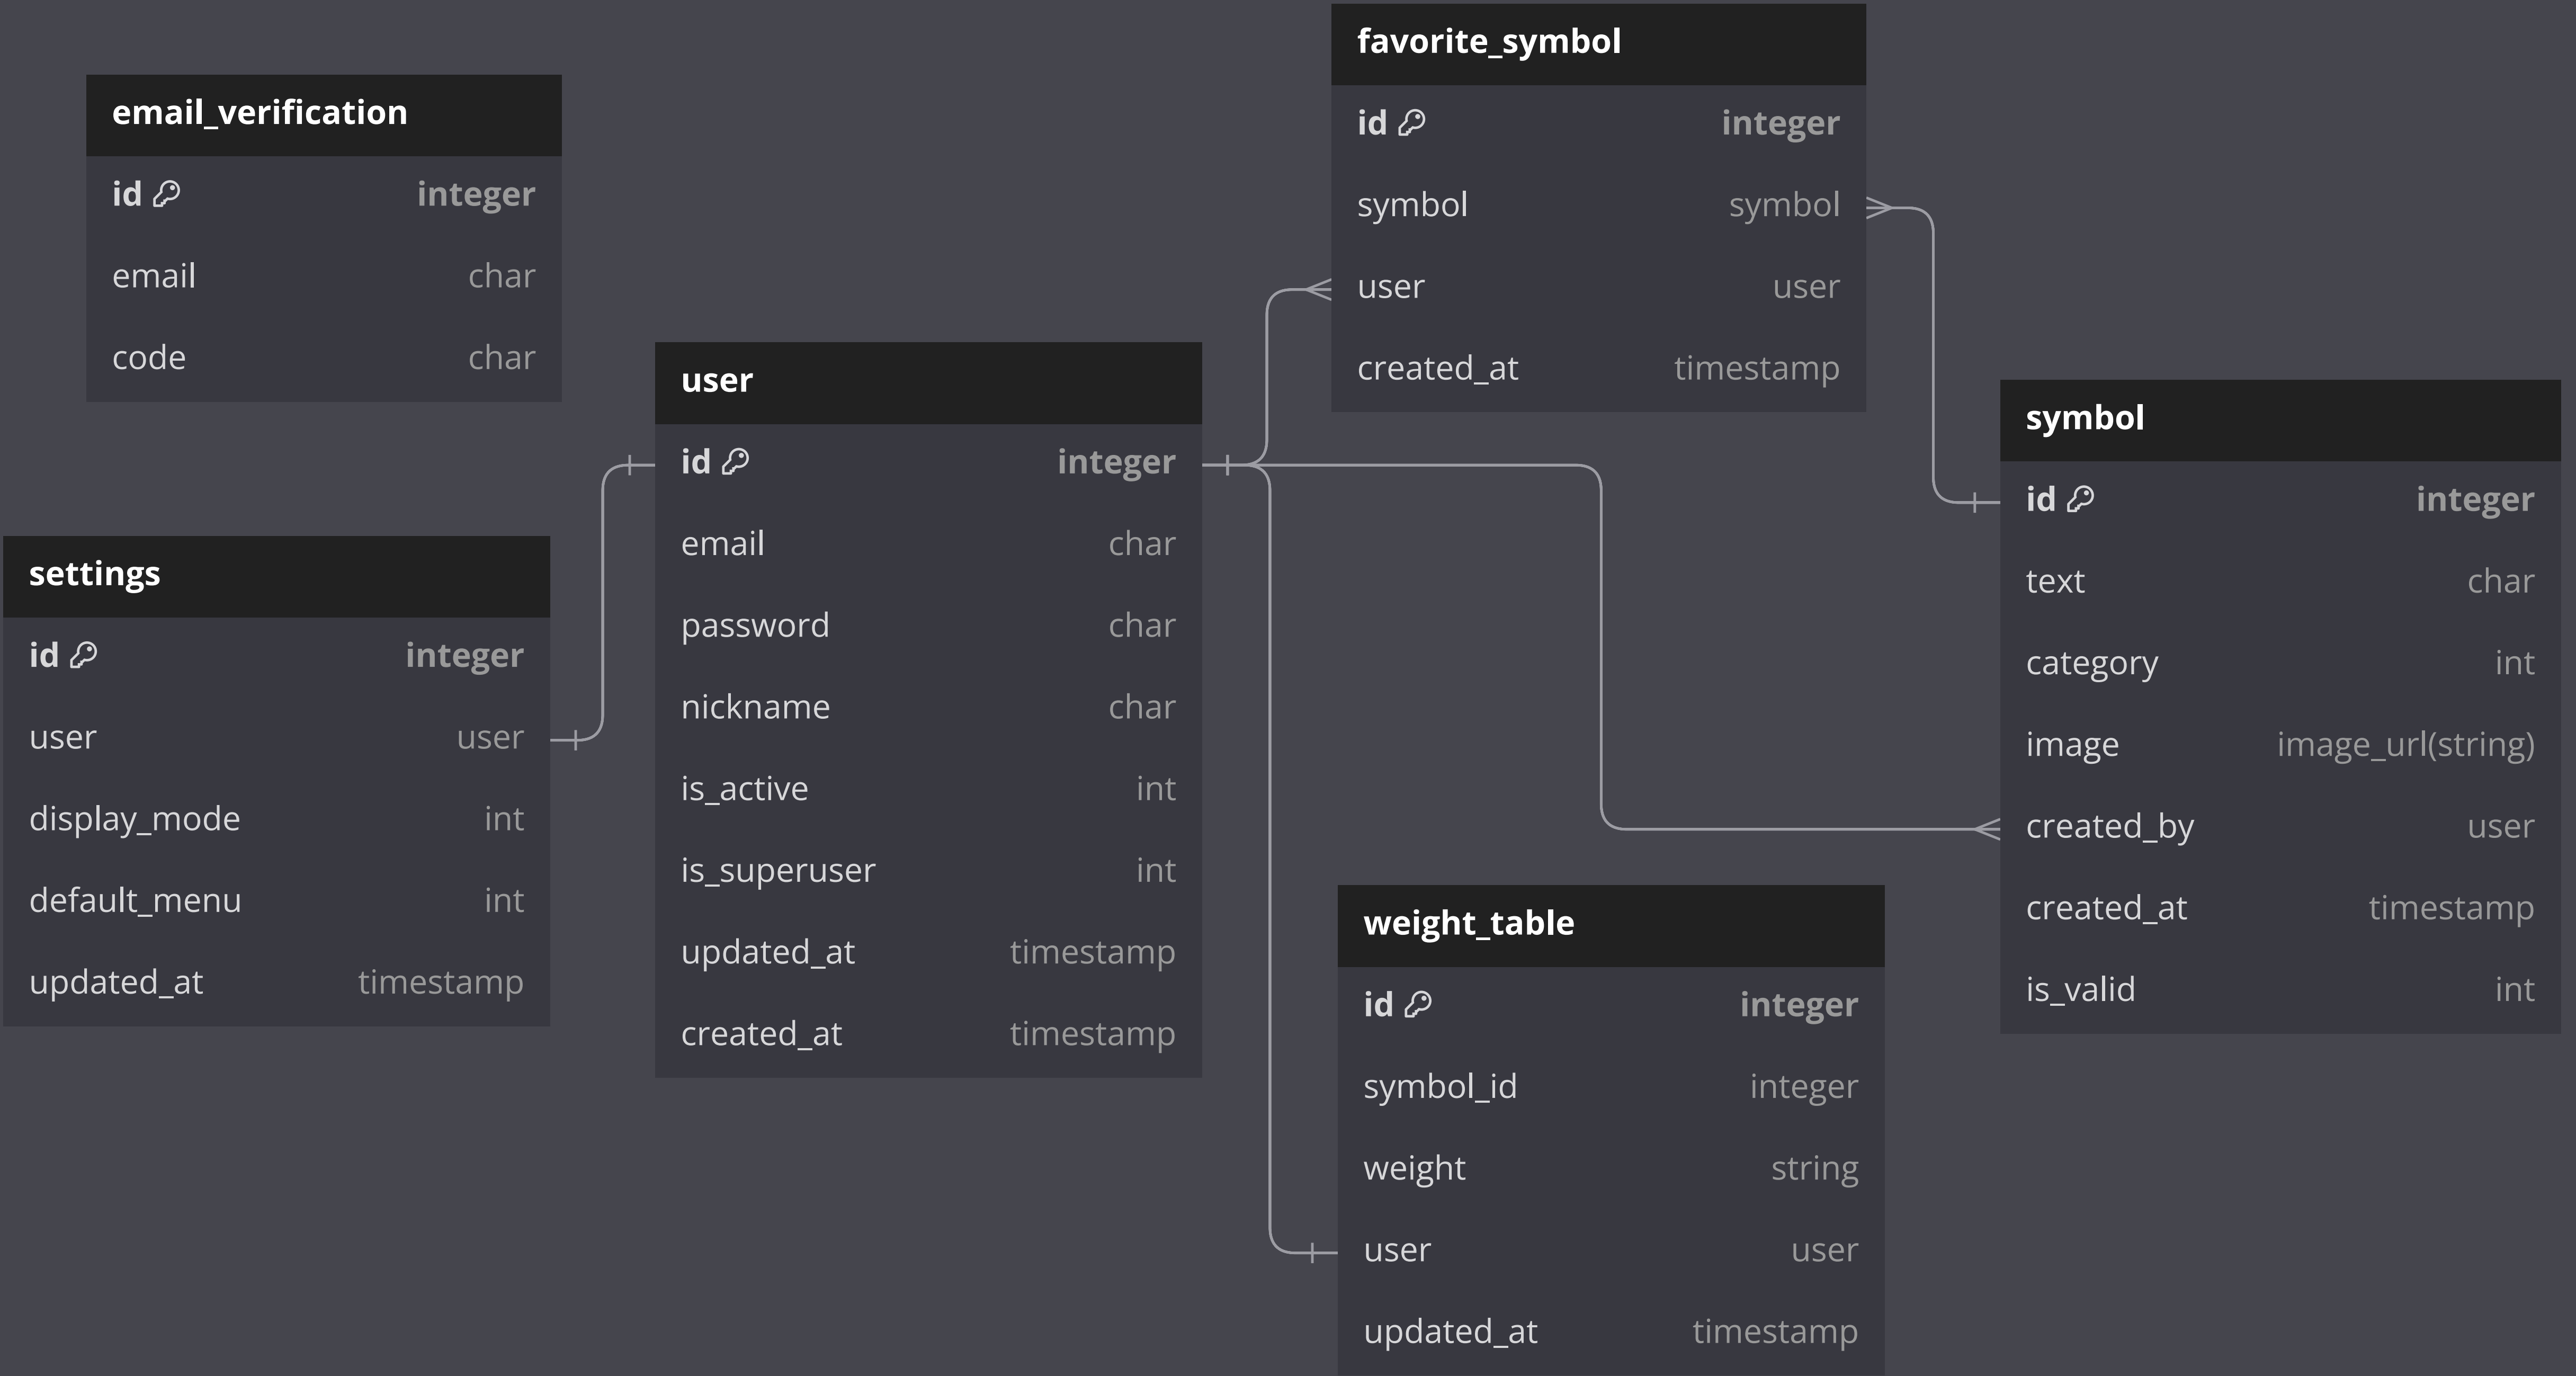 email_verification
id integer
email char
code char
settings
id integer
user user
display_mode int
default_menu int
updated_at timestamp
user
id integer
email char
password char
nickname char
is_active int
is_superuser int
updated_at timestamp
created_at timestamp
favorite_symbol
id integer
symbol symbol
user user
created_at timestamp
weight_table
id integer
symbol_id integer
weight string
user user
updated_at timestamp
symbol
id integer
text char
category int
image image_url(string)
created_by user
created_at timestamp
is_valid int